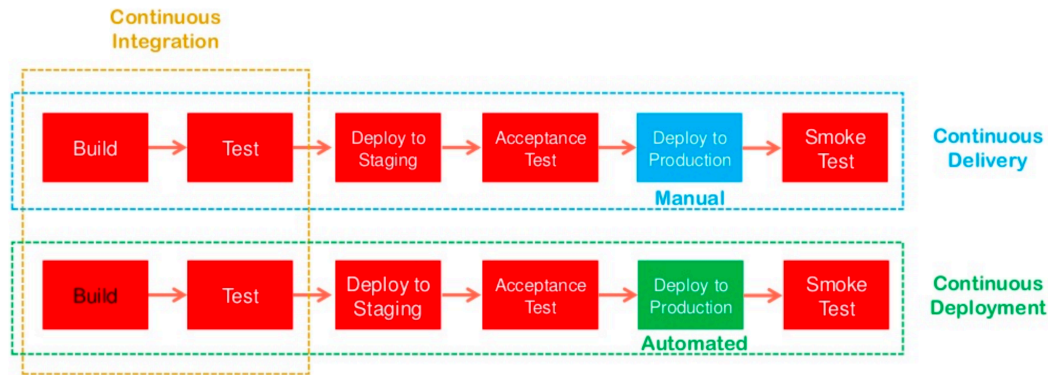 Continuous
Integration
Build
Test
Deploy to
Staging
Acceptance
Test
Deploy to
Production
Smoke
Test
Manual
Continuous
Delivery
Build
Test
Deploy to
Staging
Acceptance
Test
Deploy to
Production
Smoke
Test
Automated
Continuous
Deployment